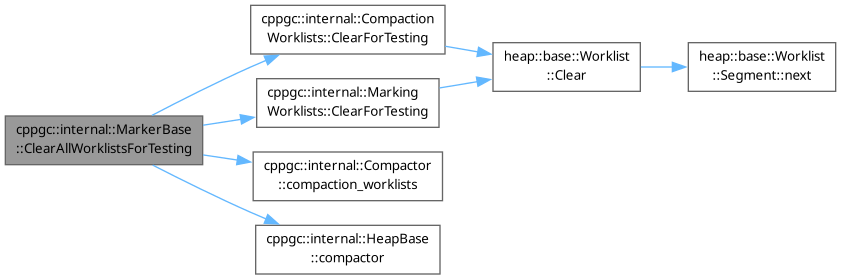 cppgc::internal::MarkerBase
::ClearAllWorklistsForTesting
cppgc::internal::Compaction
Worklists::ClearForTesting
cppgc::internal::Marking
Worklists::ClearForTesting
cppgc::internal::Compactor
::compaction_worklists
cppgc::internal::HeapBase
::compactor
heap::base::Worklist
::Clear
heap::base::Worklist
::Segment::next